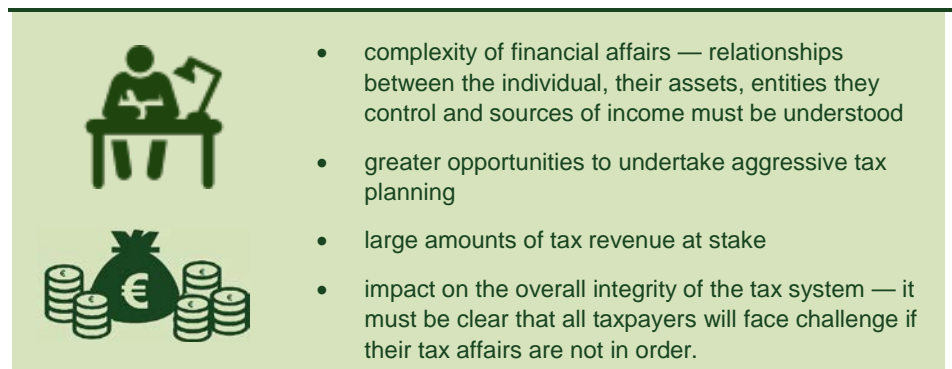 • complexity of financial affairs — relationships
between the individual, their assets, entities they
control and sources of income must be understood
• greater opportunities to undertake aggressive tax
planning
• large amounts of tax revenue at stake
• impact on the overall integrity of the tax system — it
must be clear that all taxpayers will face challenge if
their tax affairs are not in order.
€
€
€
€
€
€